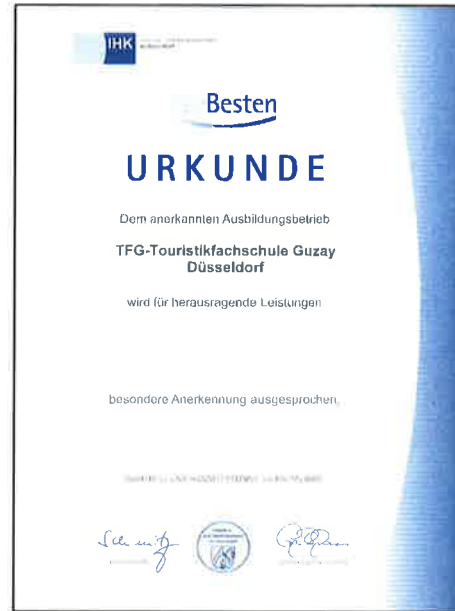 IHK
Besten
URKUNDE
Dem anerkannten Ausbildungsbetrieb
TFG-Touristikfachschule Guzay
Düsseldorf
wird für herausragende Leistungen
besondere Anerkennung ausgesprochen.